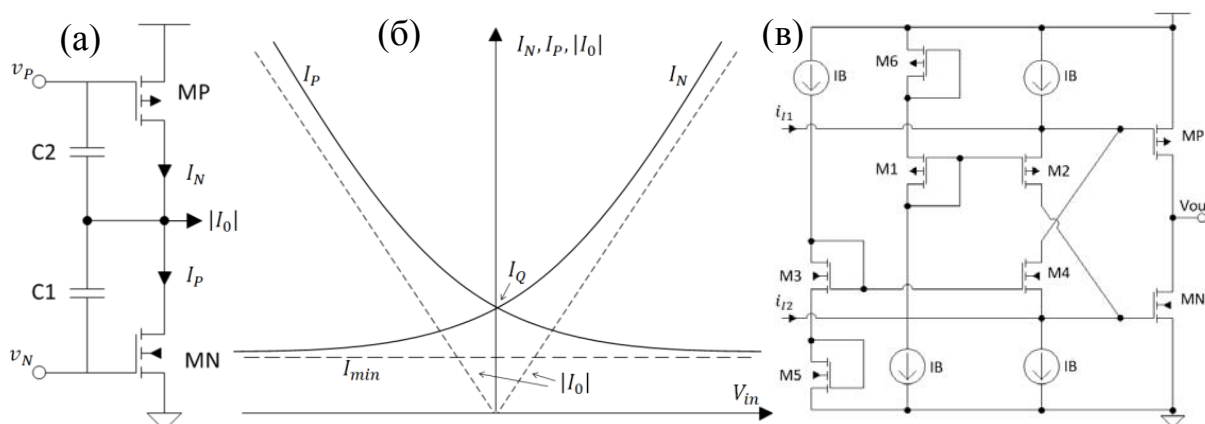 (а)
v_P
MP
C2
I_N
|I_0|
I_P
C1
v_N
MN
(б)
I_N, I_P, |I_0|
I_P
I_N
I_Q
I_min
|I_0|
V_in
(в)
IB
M6
IB
i_I1
MP
M1
M2
Vou
M3
M4
i_I2
MN
M5
IB
IB